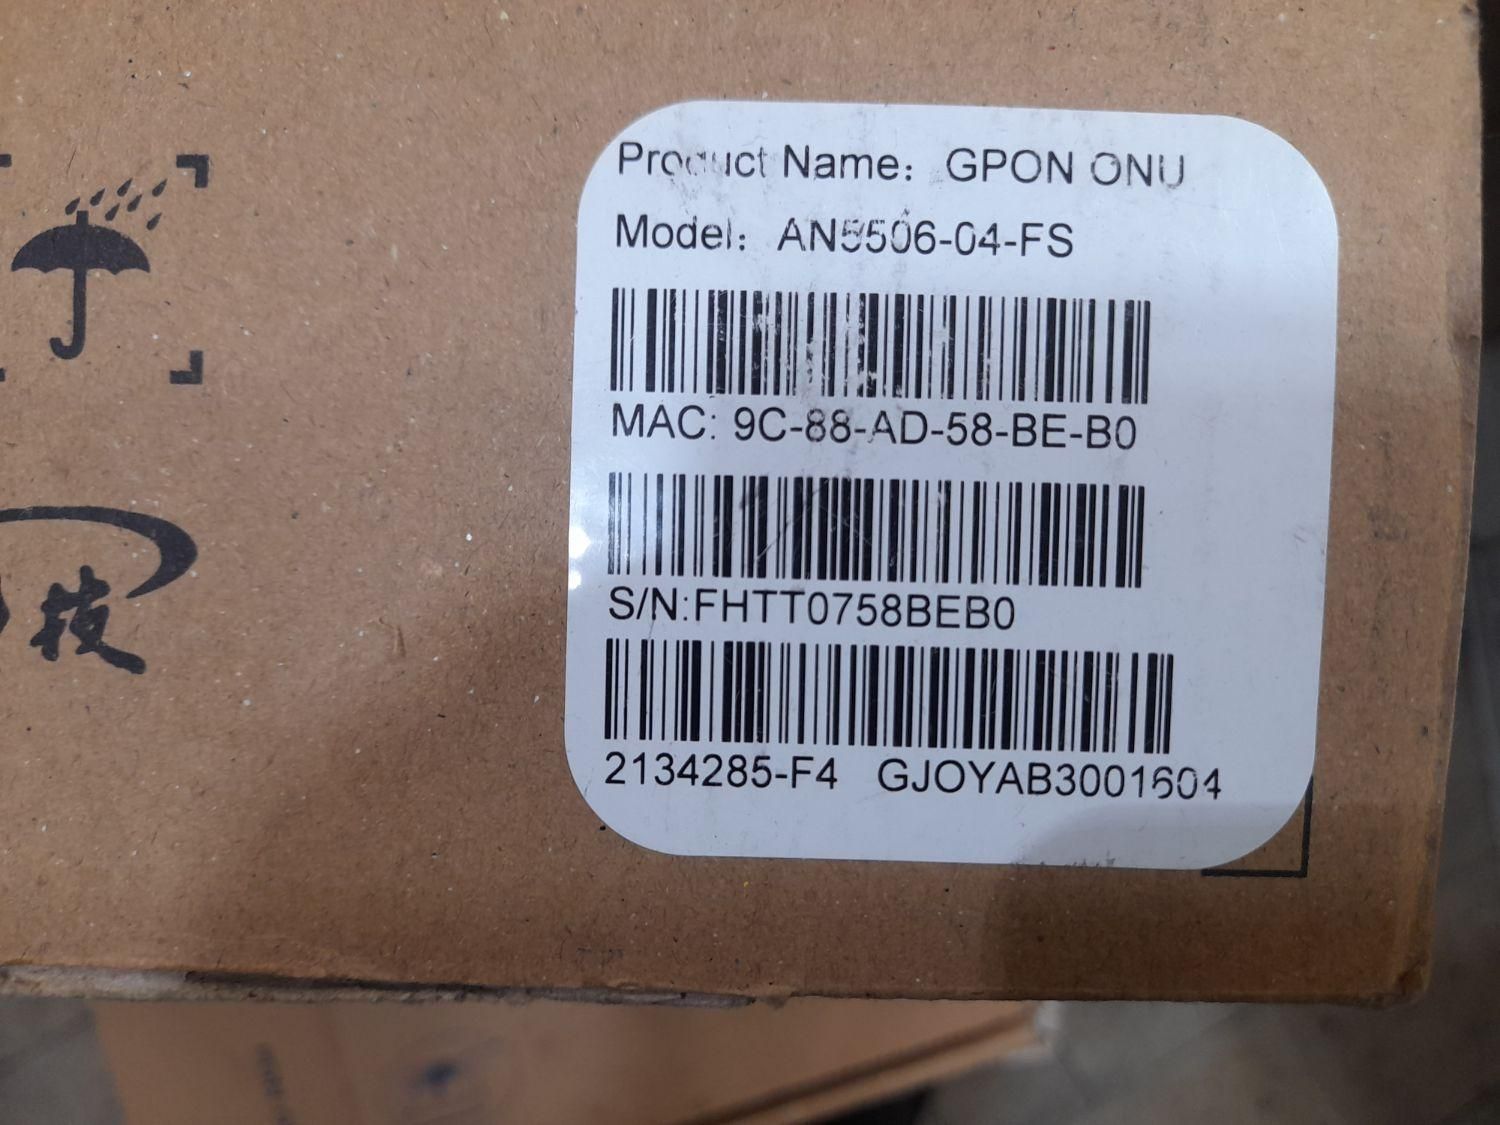 Product Name: GPON ONU
Model: AN5506-04-FS
MAC: 9C-88-AD-58-BE-B0
S/N:FHTT0758BEB0
技
2134285-F4 GJOYAB3001604